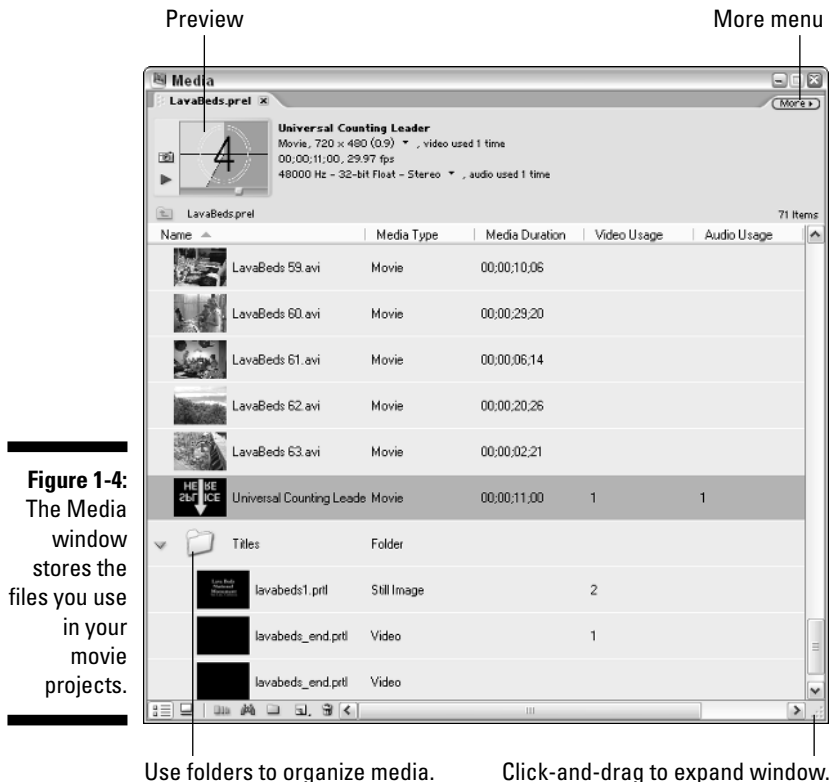 Preview
More menu
Media
LavaBeds.prel
More
4
Universal Counting Leader
Movie, 720 x 480 (0.9) , video used 1 time
00;00;11;00, 29.97 fps
48000 Hz - 32-bit Float - Stereo , audio used 1 time
LavaBeds.prel
71 Items
Name Media Type Media Duration Video Usage Audio Usage
LavaBeds 59.avi Movie 00;00;10;06
LavaBeds 60.avi Movie 00;00;29;20
LavaBeds 61.avi Movie 00;00;06;14
LavaBeds 62.avi Movie 00;00;20;26
LavaBeds 63.avi Movie 00;00;02;21
HERE
SPLICE
Universal Counting Leade Movie 00;00;11;00 1 1
Titles Folder
Lava Beds
National
Monument
lavabeds1.prtl Still Image 2
lavabeds_end.prtl Video 1
lavabeds_end.prtl Video
Figure 1-4:
The Media
window
stores the
files you use
in your
movie
projects.
Use folders to organize media.
Click-and-drag to expand window.